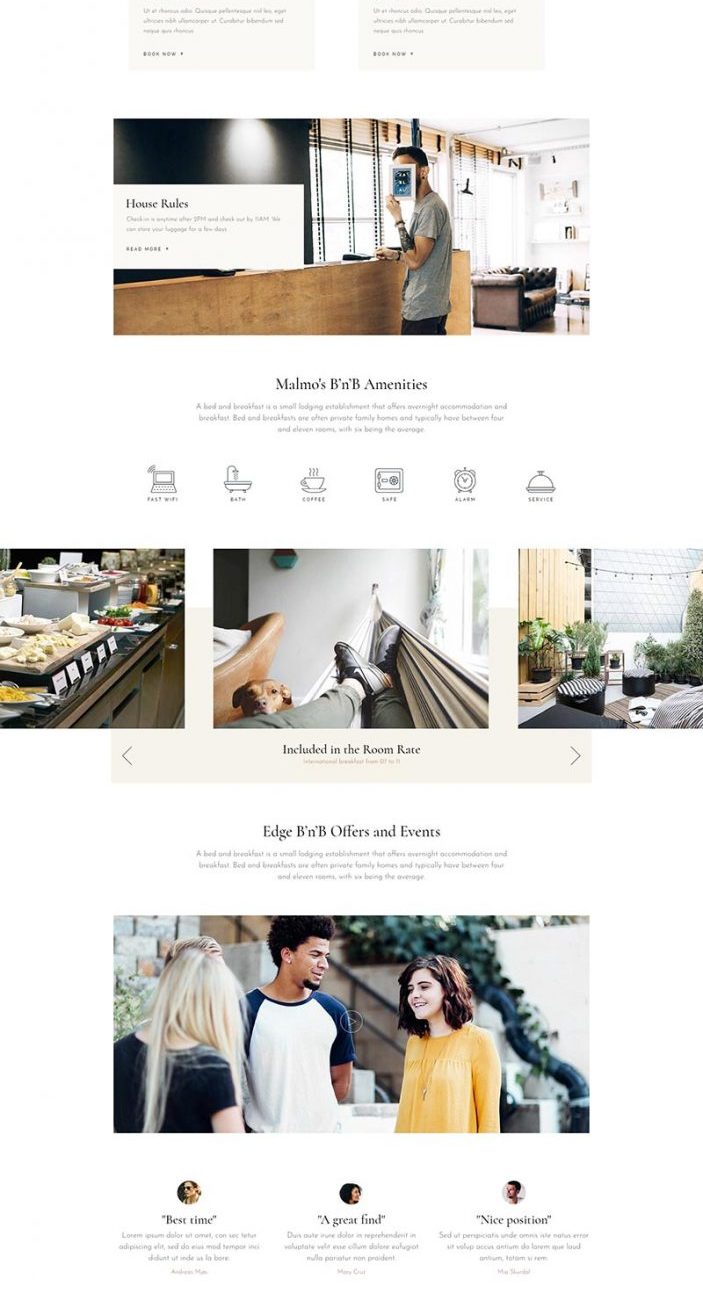 Ut et rhoncus odio. Quisque pellentesque nisl leo, eget
ultricies nibh ullamcorper ut. Curabitur bibendum sed
neque quis rhoncus
BOOK NOW
Ut et rhoncus odio. Quisque pellentesque nisl leo, eget
ultricies nibh ullamcorper ut. Curabitur bibendum sed
neque quis rhoncus
BOOK NOW
House Rules
Check-in is anytime after 2PM and check out by 11AM. We
can store your luggage for a few days.
READ MORE
Malmo's B'n'B Amenities
A bed and breakfast is a small lodging establishment that offers overnight accommodation and
breakfast. Bed and breakfasts are often private family homes and typically have between four
and eleven rooms, with six being the average.
FAST WIFI
BATH
COFFEE
SAFE
ALARM
SERVICE
Included in the Room Rate
International breakfast from 07 to 11
Edge B'n'B Offers and Events
A bed and breakfast is a small lodging establishment that offers overnight accommodation and
breakfast. Bed and breakfasts are often private family homes and typically have between four
and eleven rooms, with six being the average.
"Best time"
Lorem ipsum dolor sit amet, con sec tetur
adipiscing elit, sed do eius mod tempor inci
didunt ut inde us la bore.
Andreas
"A great find"
Duis aute irure dolor in reprehenderit in
voluptate velit esse cillum dolore eufugiat
nulla pariatur non proident.
Mary Cruz
"Nice position"
Sed ut perspiciatis unde omnis iste natus error
sit volup accus antium do larem que laud
antium, totam si rem.
Mia